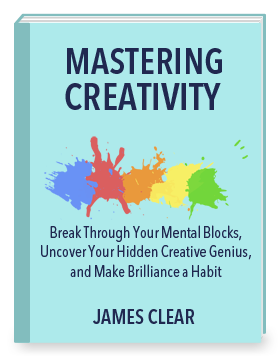 MASTERING
CREATIVITY
Break Through Your Mental Blocks,
Uncover Your Hidden Creative Genius,
and Make Brilliance a Habit
JAMES CLEAR